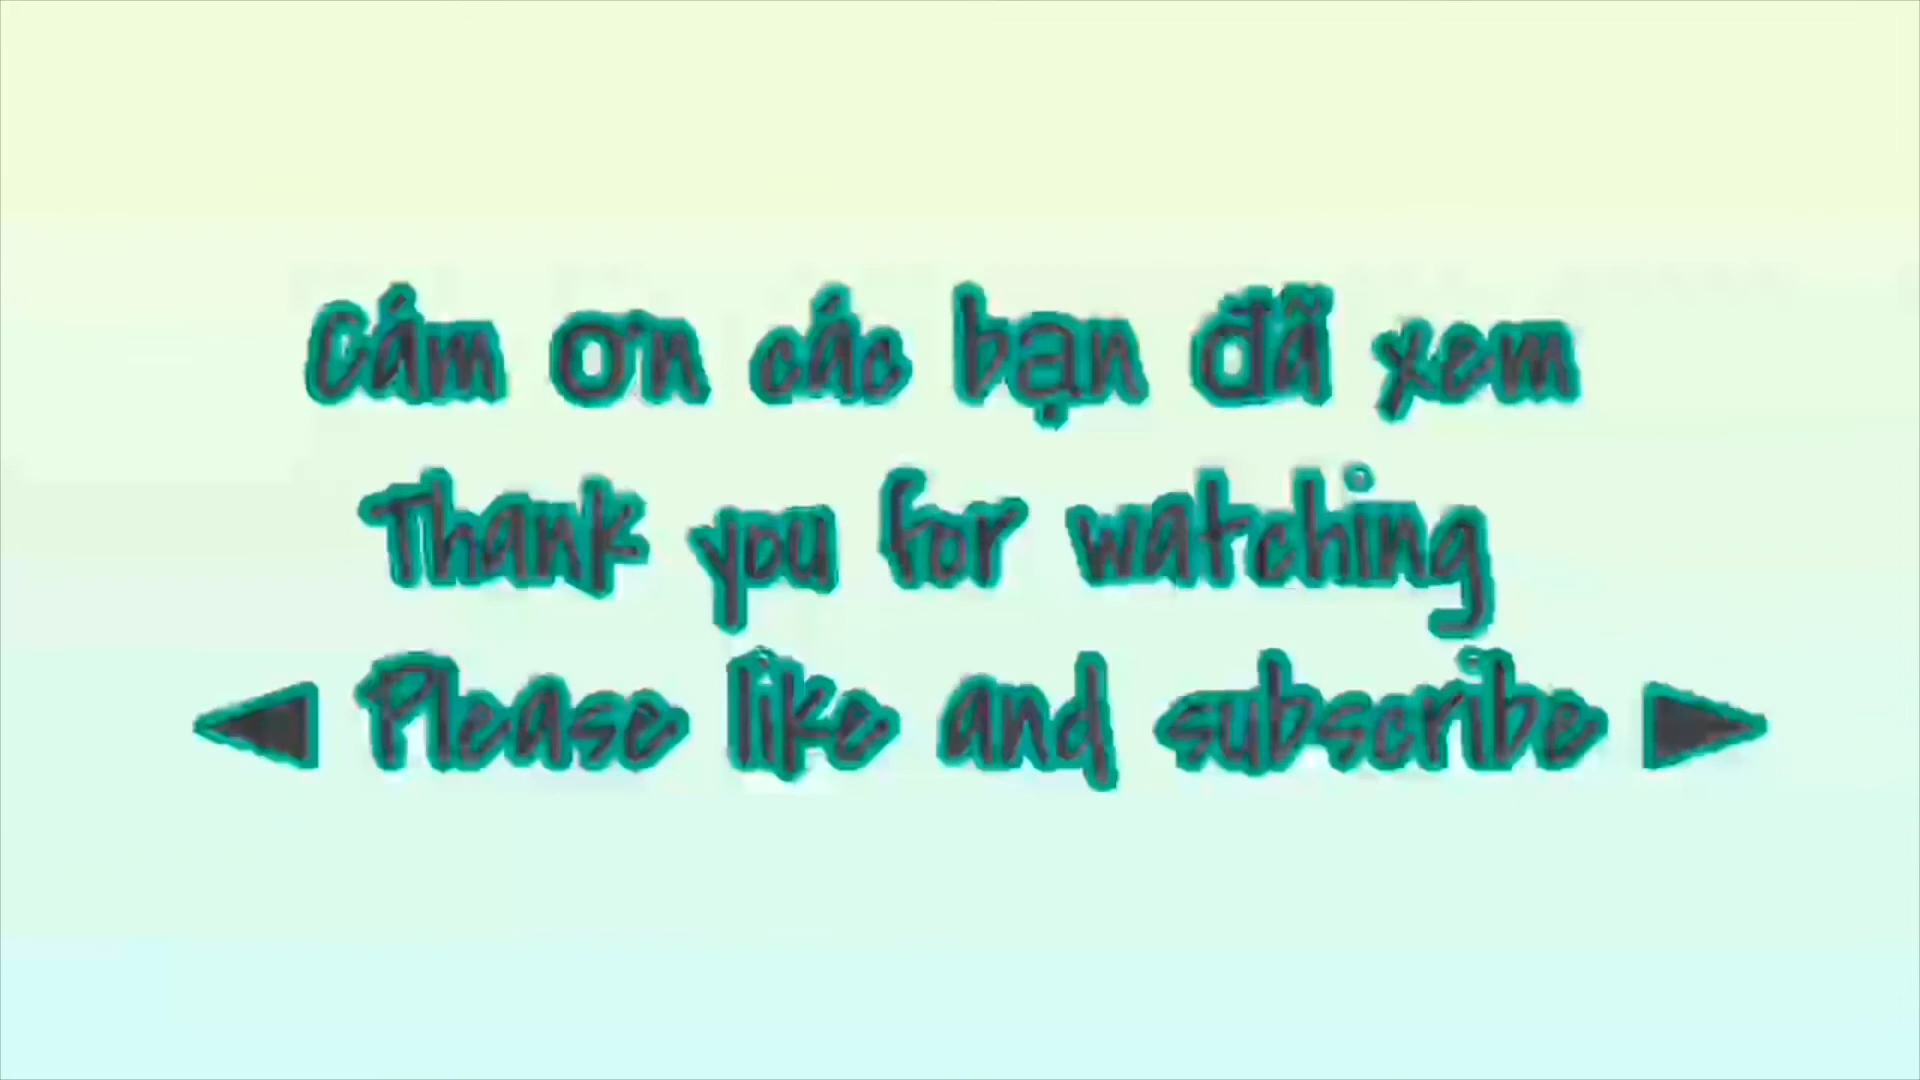 Cám ơn các bạn đã xem
Thank you for watching
◄ Please like and subscribe ►